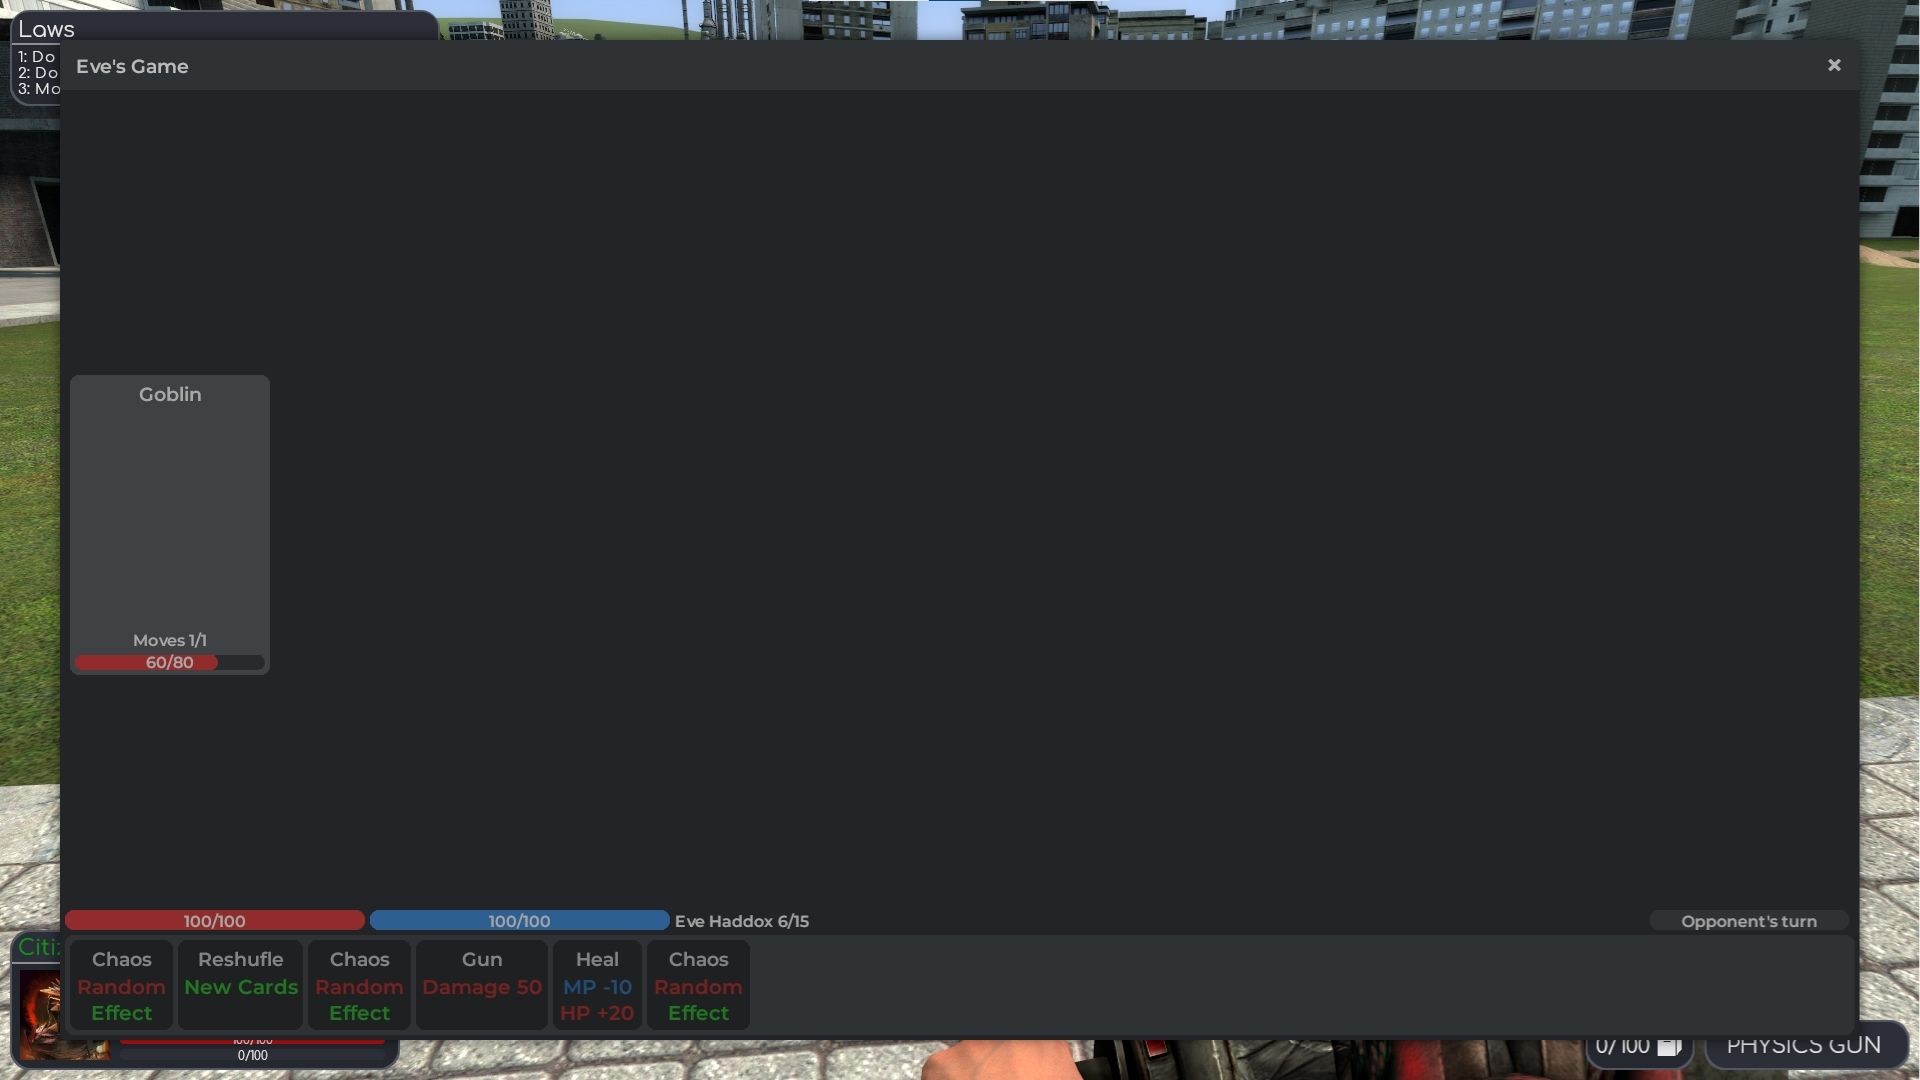 Laws
1: Do
2: Do
3: Mo
Eve's Game
Goblin
Moves 1/1
60/80
100/100
100/100
Eve Haddox 6/15
Opponent's turn
Chaos
Random
Effect
Reshufle
New Cards
Chaos
Random
Effect
Gun
Damage 50
Heal
MP -10
HP +20
Chaos
Random
Effect
Citi
100/100
0/100
0/100
PHYSICS GUN